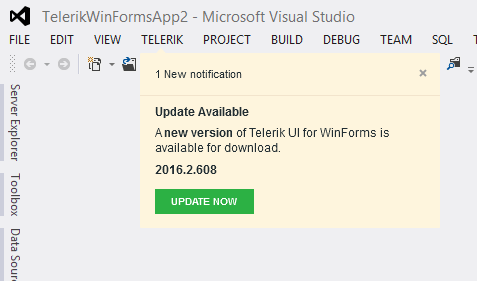 TelerikWinFormsApp2 - Microsoft Visual Studio
FILE EDIT VIEW TELERIK PROJECT BUILD DEBUG TEAM SQL
1 New notification
Update Available
A new version of Telerik UI for WinForms is
available for download.
2016.2.608
UPDATE NOW
Server Explorer
Toolbox
Data Sour